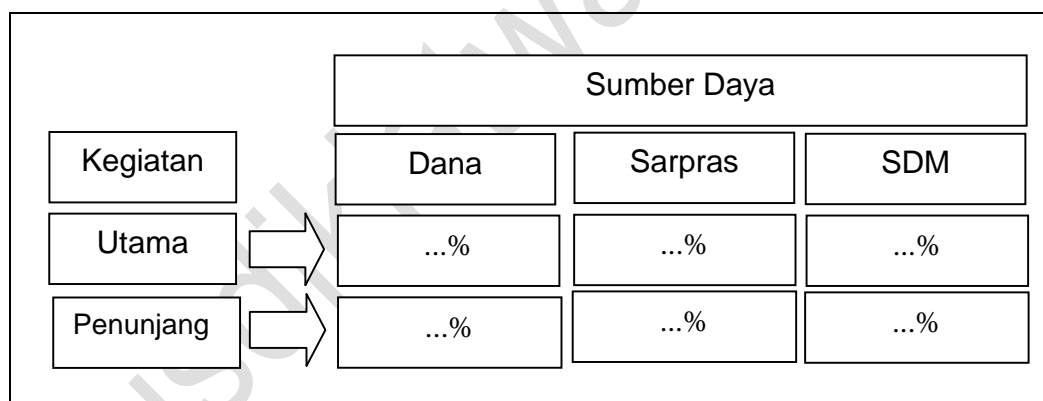 Sumber Daya
Kegiatan Dana Sarpras SDM
Utama ...% ...% ...%
Penunjang ...% ...% ...%